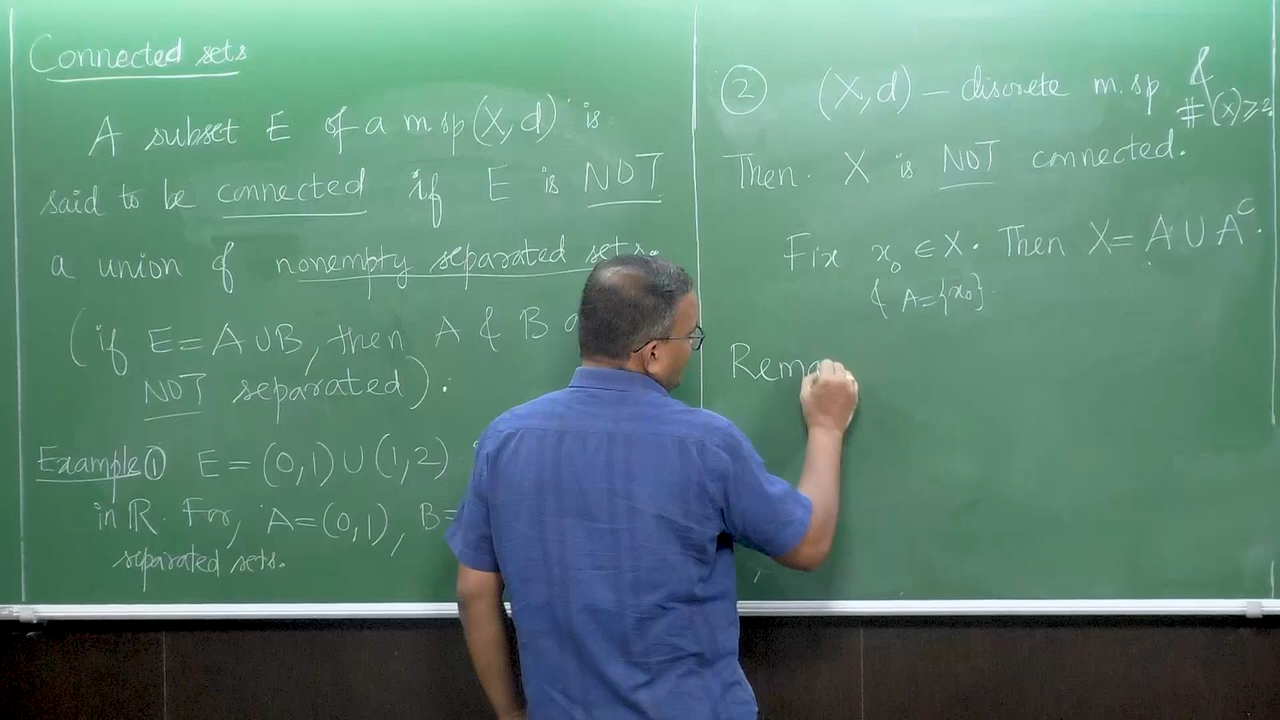 Connected sets
A subset E of a m.sp (X,d) is
said to be connected if E is NOT
a union of nonempty separated sets.
(if E = A ∪ B, then A & B
NOT separated).
Example ① E = (0,1) ∪ (1,2)
in ℝ. For, A = (0,1), B =
separated sets.
② (X,d) – discrete m.sp &
#(X) ≥ 2
Then X is NOT connected.
Fix x₀ ∈ X. Then X = A ∪ Aᶜ.
& A = {x₀}.
Rema